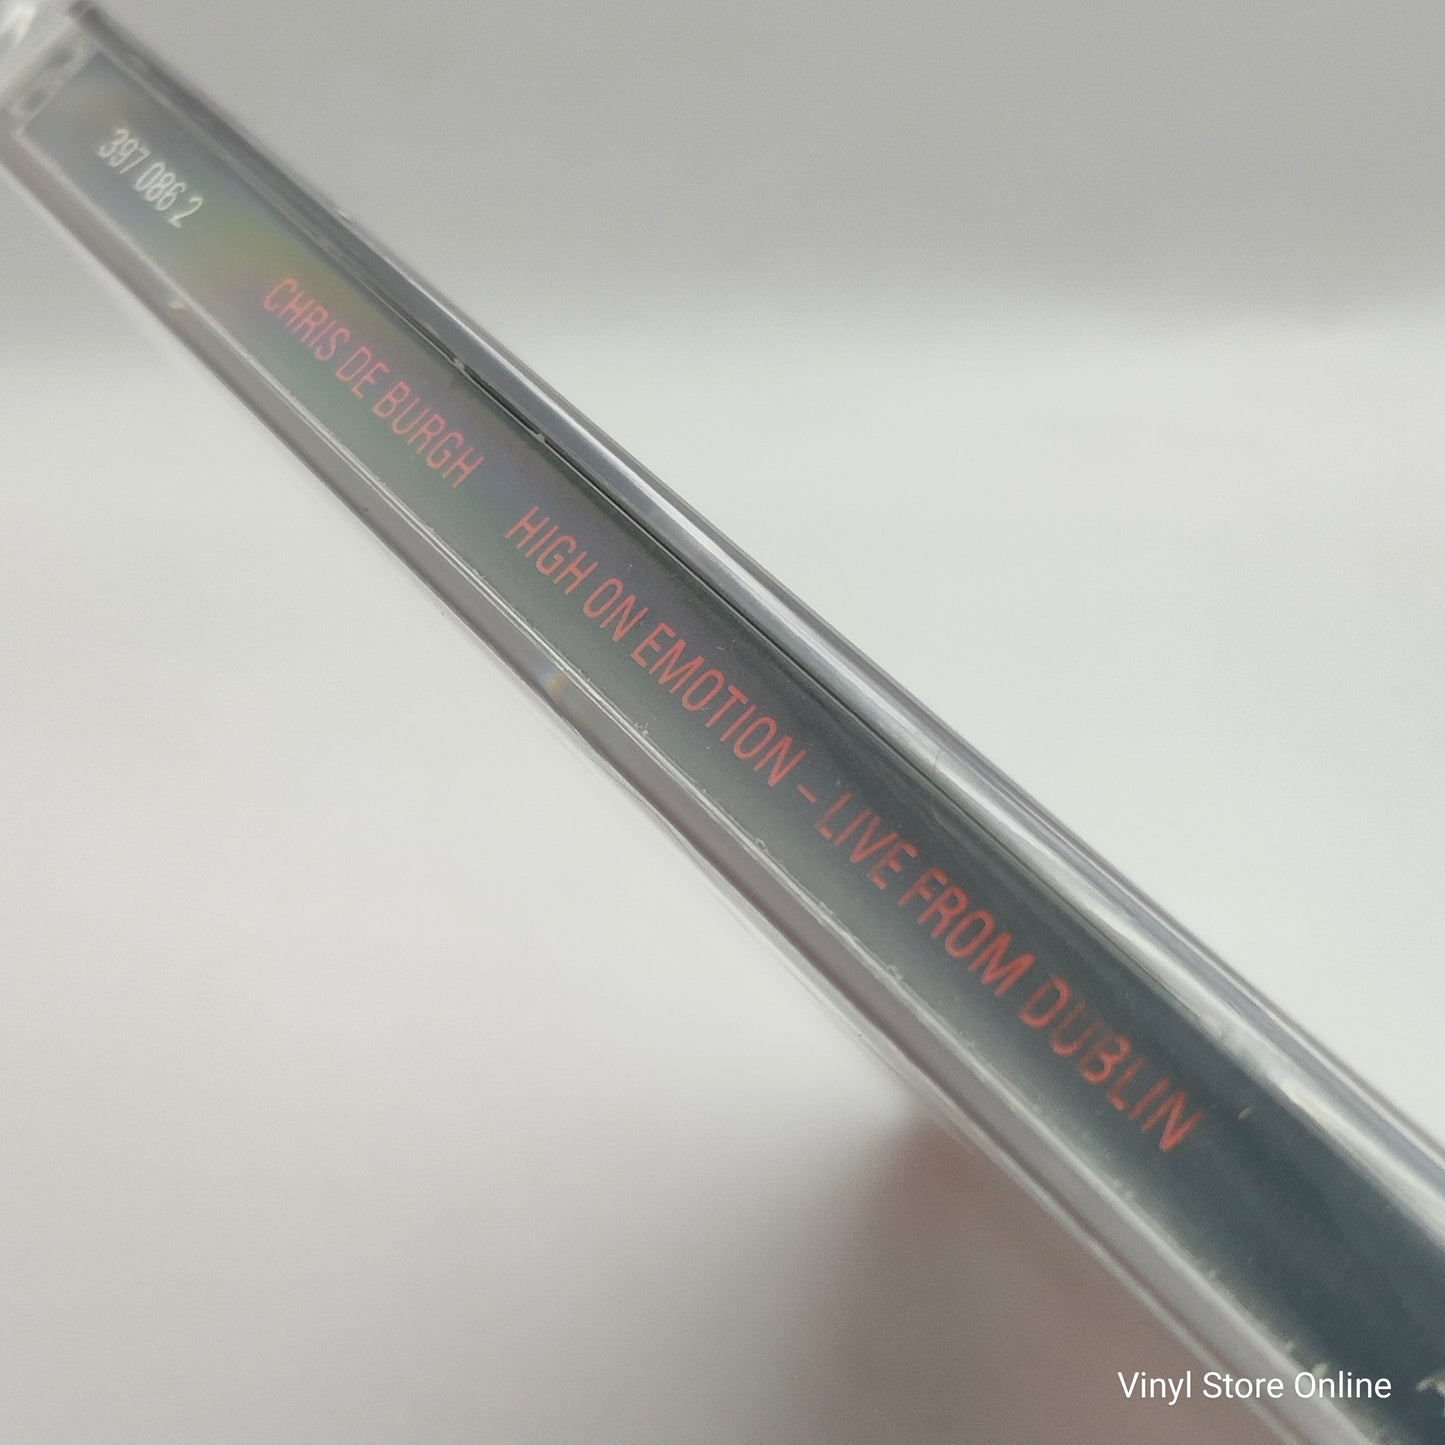 397 086 2 CHRIS DE BURGH HIGH ON EMOTION - LIVE FROM DUBLIN
Vinyl Store Online